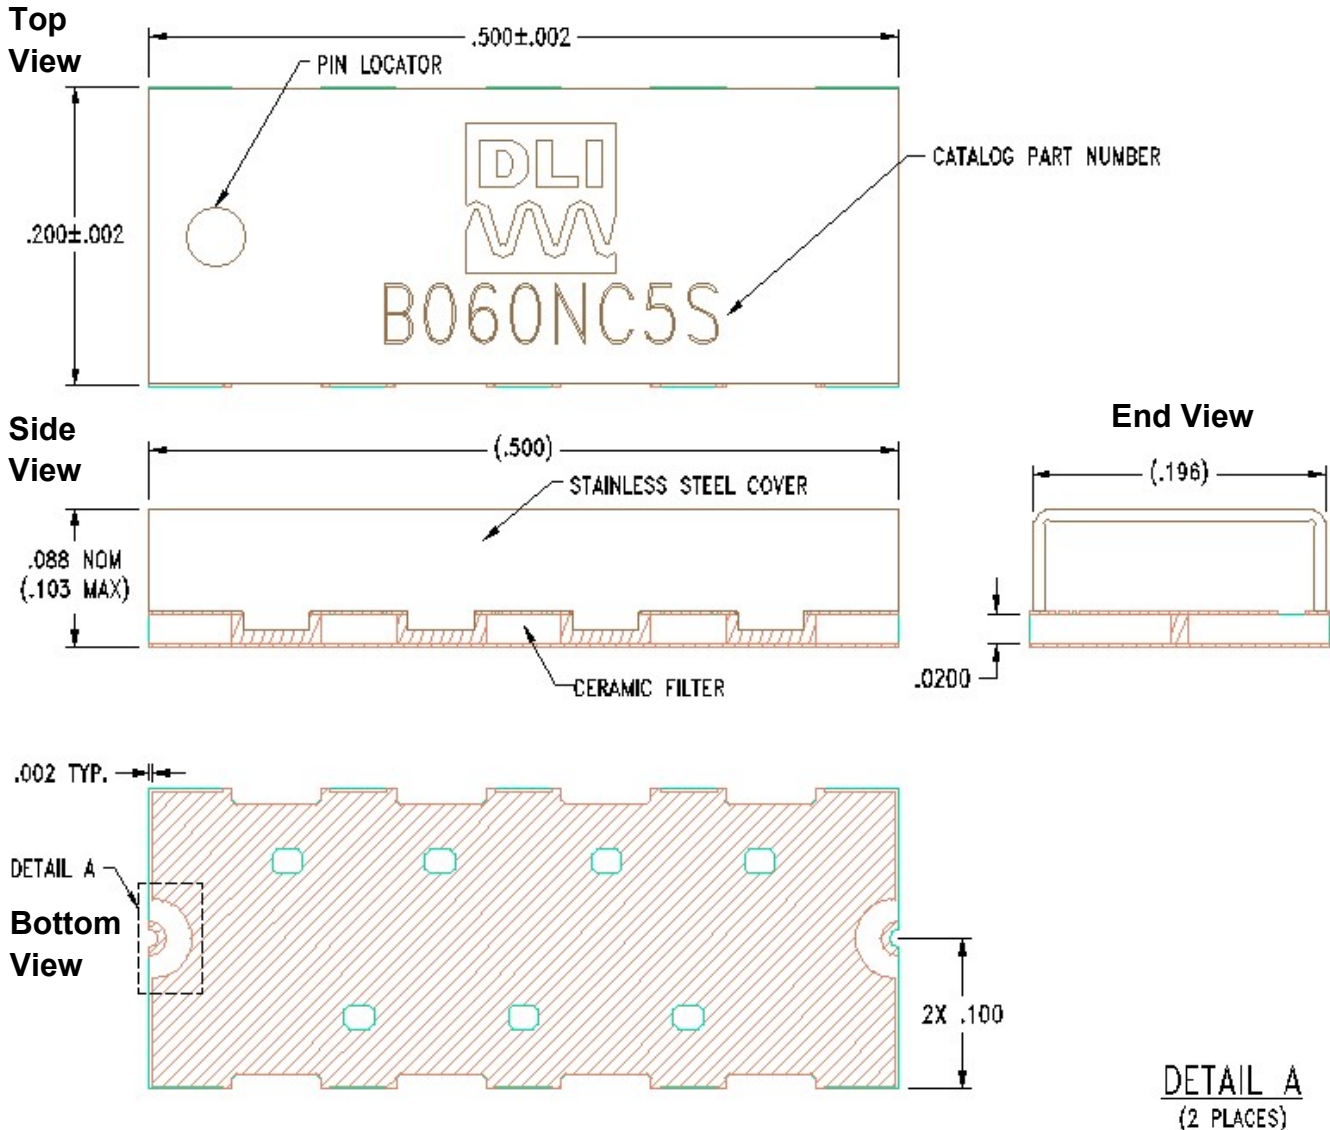 Top
View
.500±.002
PIN LOCATOR
DLI
CATALOG PART NUMBER
.200±.002
B060NC5S
Side
View
(.500)
End View
STAINLESS STEEL COVER
(.196)
.088 NOM
(.103 MAX)
.0200
CERAMIC FILTER
.002 TYP.
DETAIL A
Bottom
View
2X .100
DETAIL A
(2 PLACES)